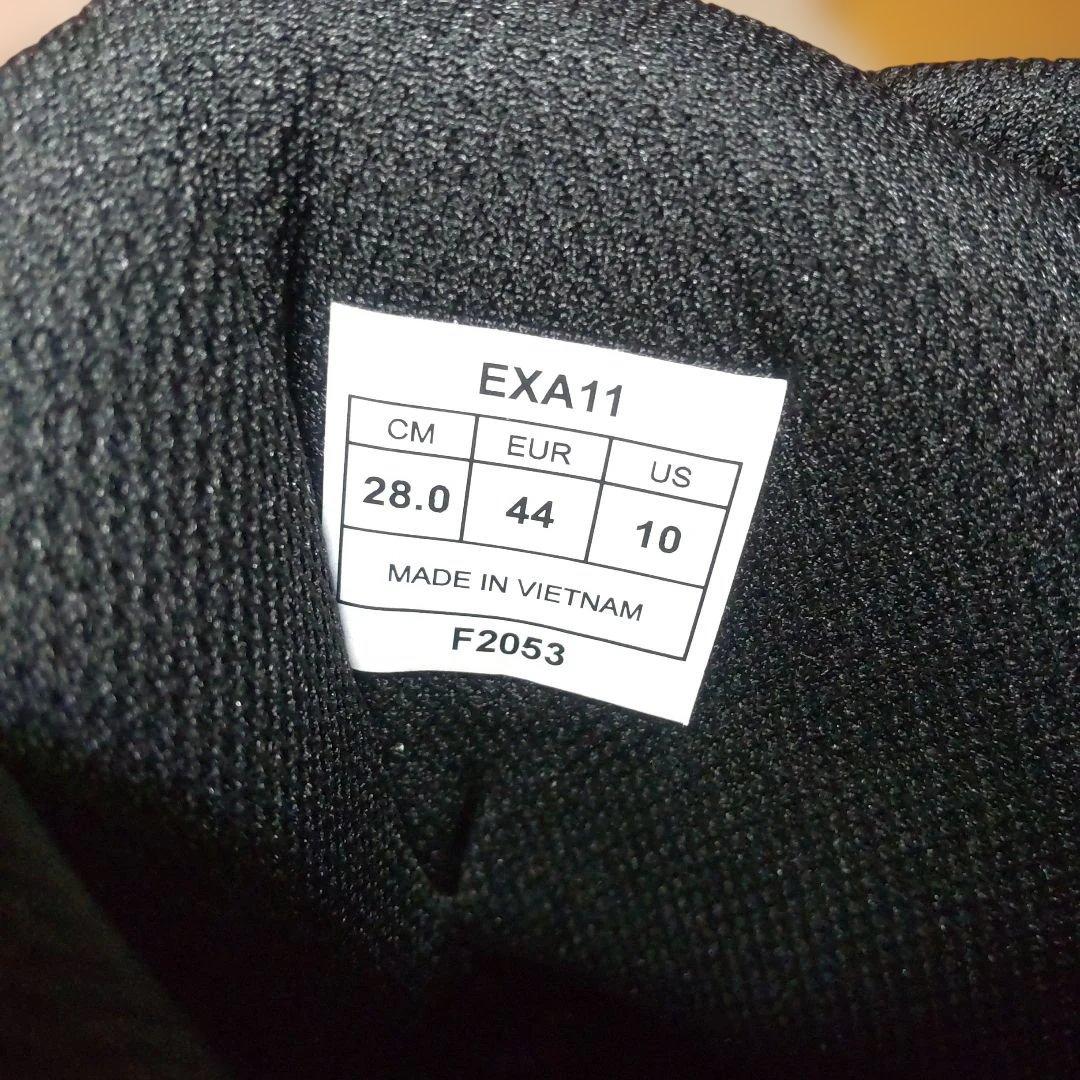 EXA11
CM EUR US
28.0 44 10
MADE IN VIETNAM
F2053